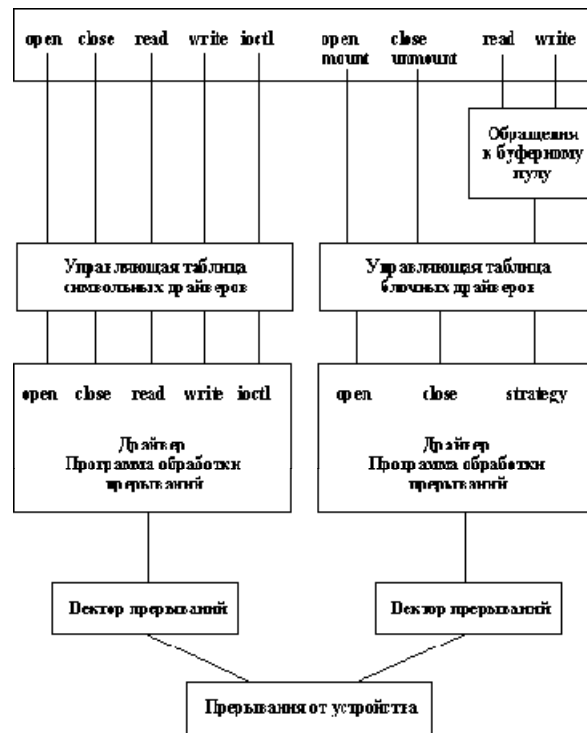 open close read write ioctl open close read write
mount unmount
Обращения
к буферному
пулу
Управляющая таблица
символьных драйверов
Управляющая таблица
блочных драйверов
open close read write ioctl
Драйвер
Программа обработки
прерываний
open close strategy
Драйвер
Программа обработки
прерываний
Вектор прерываний
Вектор прерываний
Прерывания от устройства